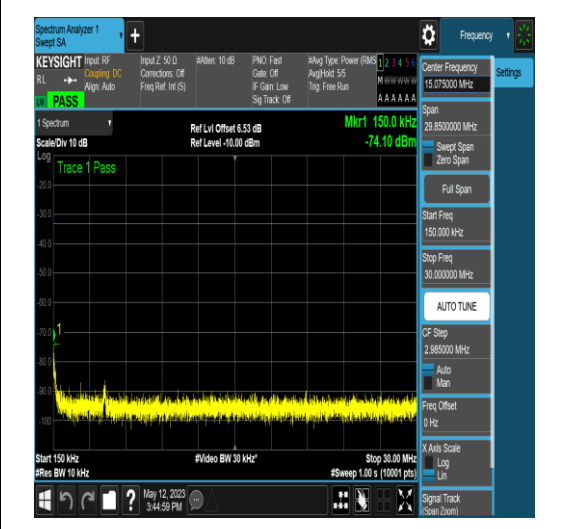 Spectrum Analyzer 1
Swept SA
Frequency
KEYSIGHT
RL
PASS
Input: RF
Coupling: DC
Align: Auto
Input Z: 50 Ω
Corrections: Off
Freq Ref: Int (S)
#Atten: 10 dB
PNO: Fast
Gate: Off
IF Gain: Low
Sig Track: Off
#Avg Type: Power (RMS
Avg|Hold: 5/5
Trig: Free Run
1 2 3 4 5 6
M W W W W W
A A A A A A
1 Spectrum
Scale/Div 10 dB
Ref Lvl Offset 6.53 dB
Ref Level -10.00 dBm
Mkr1 150.0 kHz
-74.10 dBm
Log
Trace 1 Pass
-20.0
-30.0
-40.0
-50.0
-60.0
-70.0
-80.0
-90.0
-100
1
Start 150 kHz
#Res BW 10 kHz
#Video BW 30 kHz*
Stop 30.00 MHz
#Sweep 1.00 s (10001 pts)
?
May 12, 2023
3:44:59 PM
Center Frequency
15.075000 MHz
Settings
Span
29.8500000 MHz
Swept Span
Zero Span
Full Span
Start Freq
150.000 kHz
Stop Freq
30.000000 MHz
AUTO TUNE
CF Step
2.985000 MHz
Auto
Man
Freq Offset
0 Hz
X Axis Scale
Log
Lin
Signal Track
(Span Zoom)